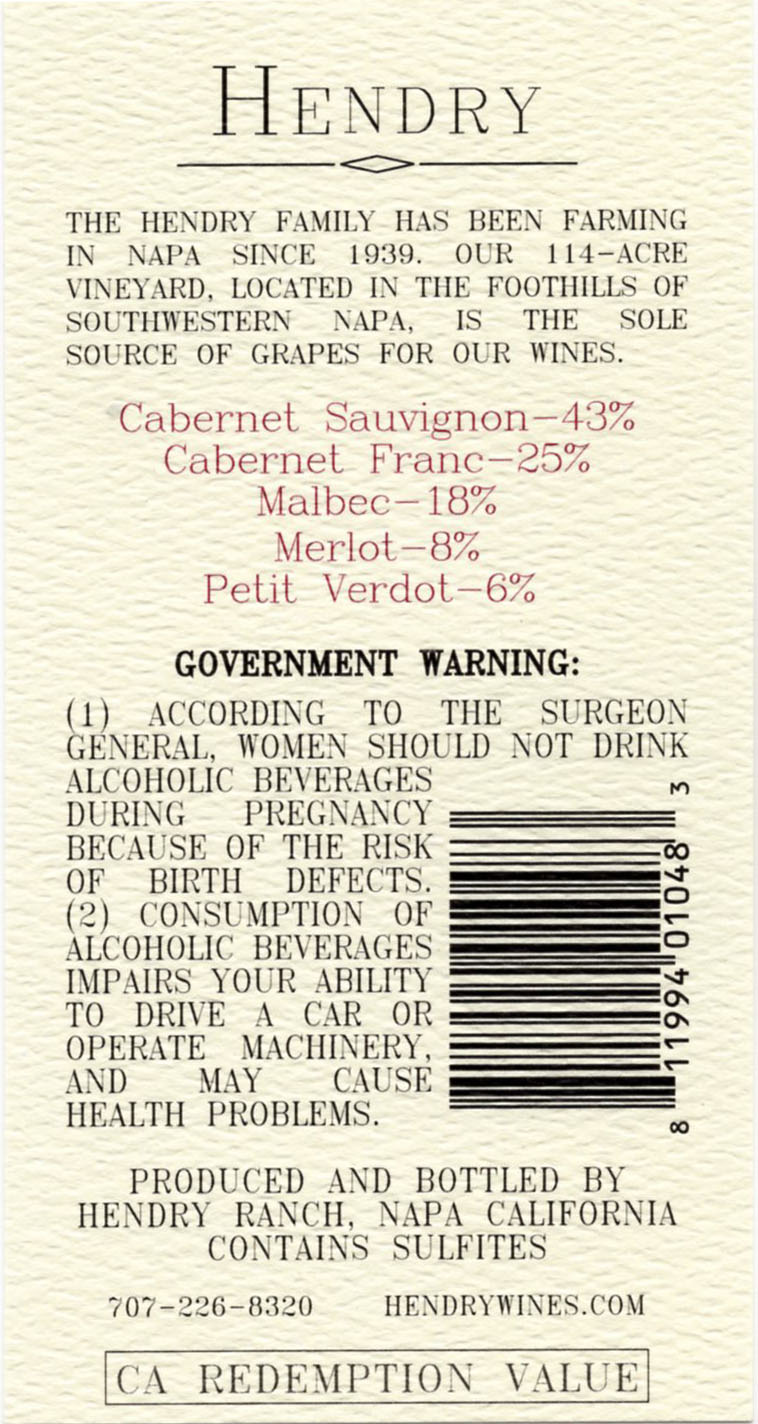 HENDRY
THE HENDRY FAMILY HAS BEEN FARMING
IN NAPA SINCE 1939. OUR 114-ACRE
VINEYARD, LOCATED IN THE FOOTHILLS OF
SOUTHWESTERN NAPA, IS THE SOLE
SOURCE OF GRAPES FOR OUR WINES.
Cabernet Sauvignon-43%
Cabernet Franc-25%
Malbec-18%
Merlot-8%
Petit Verdot-6%
GOVERNMENT WARNING:
(1) ACCORDING TO THE SURGEON
GENERAL, WOMEN SHOULD NOT DRINK
ALCOHOLIC BEVERAGES
DURING PREGNANCY
BECAUSE OF THE RISK
OF BIRTH DEFECTS.
(2) CONSUMPTION OF
ALCOHOLIC BEVERAGES
IMPAIRS YOUR ABILITY
TO DRIVE A CAR OR
OPERATE MACHINERY,
AND MAY CAUSE
HEALTH PROBLEMS.
8 11994 01048 3
PRODUCED AND BOTTLED BY
HENDRY RANCH, NAPA CALIFORNIA
CONTAINS SULFITES
707-226-8320 HENDRYWINES.COM
CA REDEMPTION VALUE